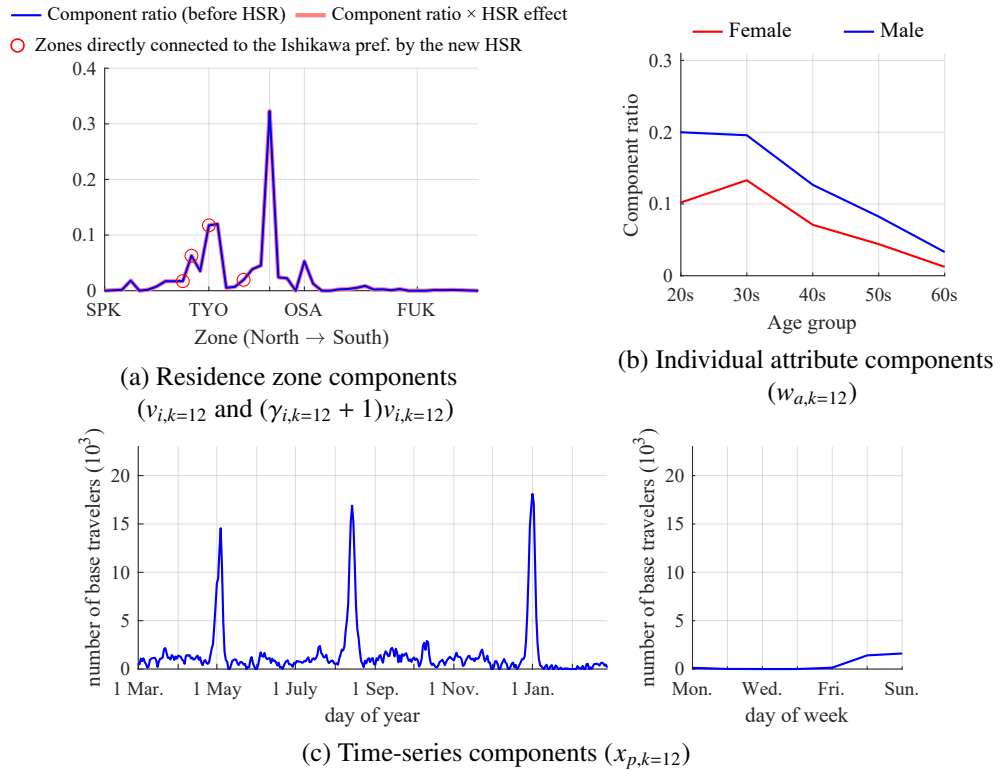 Component ratio (before HSR) Component ratio × HSR effect
Zones directly connected to the Ishikawa pref. by the new HSR
0.4
0.3
0.2
0.1
0
SPK TYO OSA FUK
Zone (North → South)
(a) Residence zone components
(v_{i,k=12} and (γ_{i,k=12} + 1)v_{i,k=12})
Female Male
Component ratio
0.3
0.2
0.1
0
20s 30s 40s 50s 60s
Age group
(b) Individual attribute components
(w_{a,k=12})
number of base travelers (10^3)
20
15
10
5
0
1 Mar. 1 May 1 July 1 Sep. 1 Nov. 1 Jan.
day of year
number of base travelers (10^3)
20
15
10
5
0
Mon. Wed. Fri. Sun.
day of week
(c) Time-series components (x_{p,k=12})